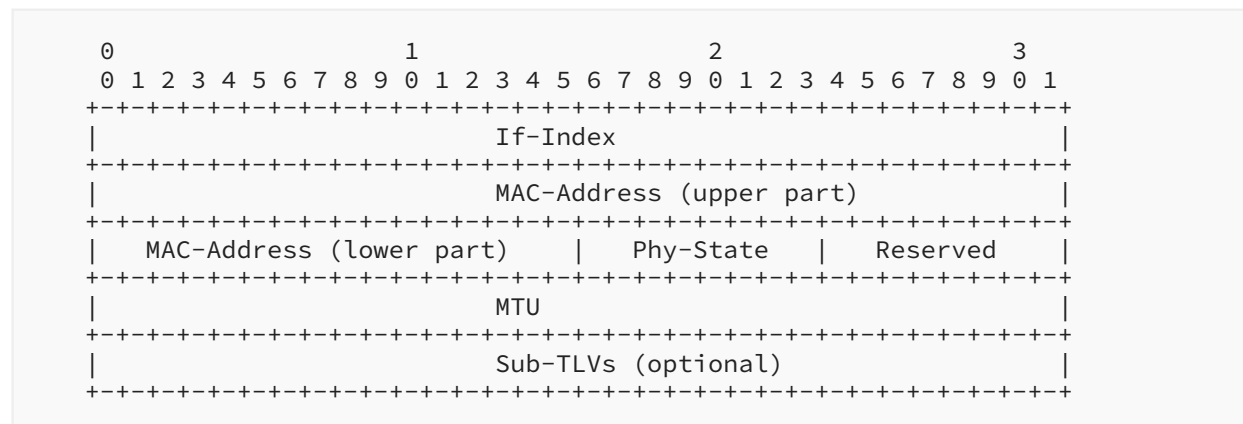 0                   1                   2                   3
 0 1 2 3 4 5 6 7 8 9 0 1 2 3 4 5 6 7 8 9 0 1 2 3 4 5 6 7 8 9 0 1
+-+-+-+-+-+-+-+-+-+-+-+-+-+-+-+-+-+-+-+-+-+-+-+-+-+-+-+-+-+-+-+-+
|                          If-Index                             |
+-+-+-+-+-+-+-+-+-+-+-+-+-+-+-+-+-+-+-+-+-+-+-+-+-+-+-+-+-+-+-+-+
|                          MAC-Address (upper part)             |
+-+-+-+-+-+-+-+-+-+-+-+-+-+-+-+-+-+-+-+-+-+-+-+-+-+-+-+-+-+-+-+-+
|   MAC-Address (lower part)    |   Phy-State   |   Reserved    |
+-+-+-+-+-+-+-+-+-+-+-+-+-+-+-+-+-+-+-+-+-+-+-+-+-+-+-+-+-+-+-+-+
|                          MTU                                  |
+-+-+-+-+-+-+-+-+-+-+-+-+-+-+-+-+-+-+-+-+-+-+-+-+-+-+-+-+-+-+-+-+
|                          Sub-TLVs (optional)                  |
+-+-+-+-+-+-+-+-+-+-+-+-+-+-+-+-+-+-+-+-+-+-+-+-+-+-+-+-+-+-+-+-+